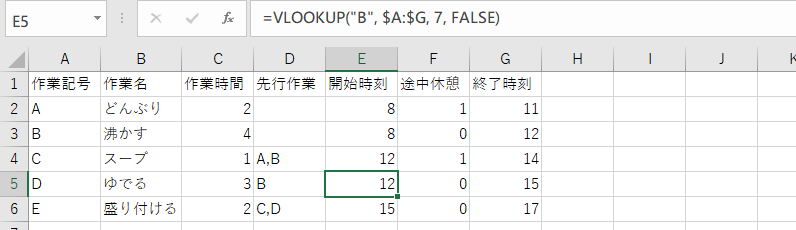 E5 fx =VLOOKUP("B", $A:$G, 7, FALSE)
A B C D E F G H I J K
1 作業記号 作業名 作業時間 先行作業 開始時刻 途中休憩 終了時刻
2 A どんぶり 2 8 1 11
3 B 沸かす 4 8 0 12
4 C スープ 1 A,B 12 1 14
5 D ゆでる 3 B 12 0 15
6 E 盛り付ける 2 C,D 15 0 17